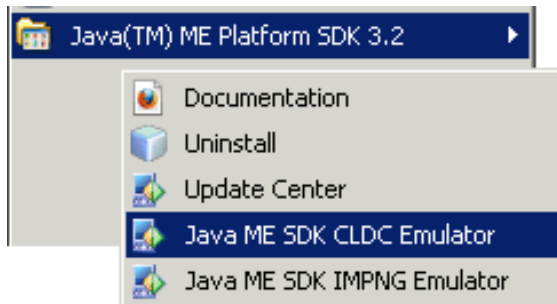 Java(TM) ME Platform SDK 3.2
Documentation
Uninstall
Update Center
Java ME SDK CLDC Emulator
Java ME SDK IMPNG Emulator